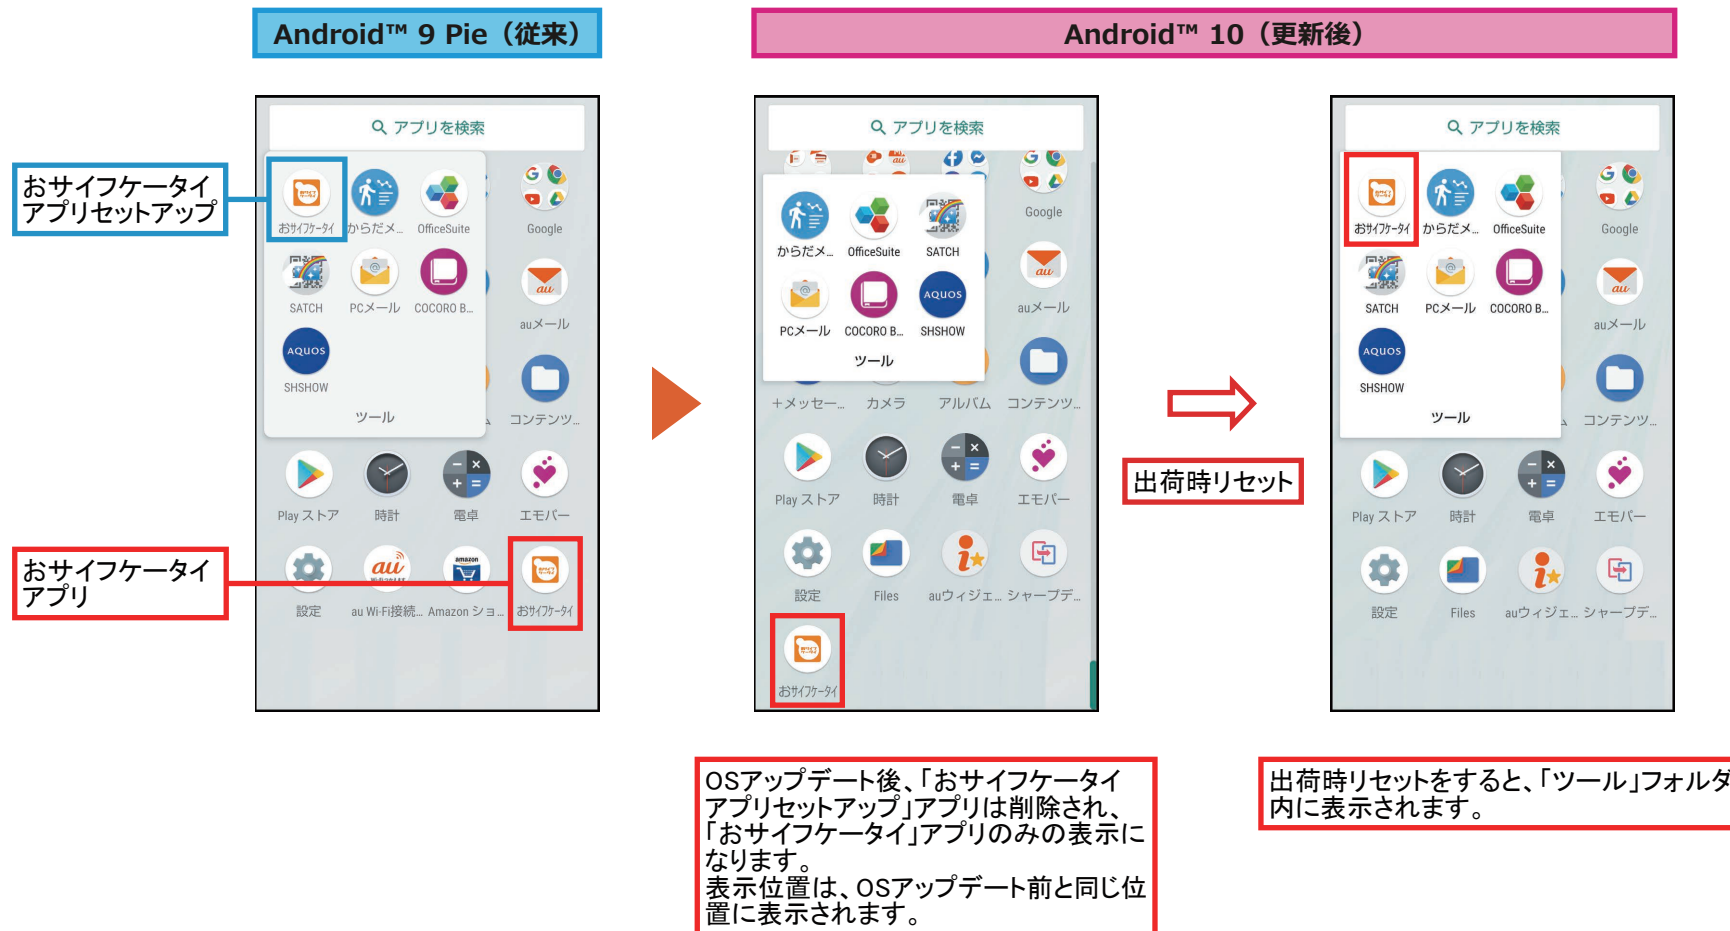 Android™ 9 Pie（従来）
Android™ 10（更新後）
おサイフケータイ
アプリセットアップ
おサイフケータイ
アプリ
アプリを検索
おサイフケータイ
からだメ...
OfficeSuite
Google
SATCH
PCメール
COCORO B...
au
auメール
AQUOS
SHSHOW
ツール
コンテンツ...
Play ストア
時計
電卓
エモパー
au
amazon
設定
au Wi-Fi接続...
Amazon ショ...
おサイフケータイ
アプリを検索
au
Google
からだメ...
OfficeSuite
SATCH
au
AQUOS
auメール
PCメール
COCORO B...
SHSHOW
ツール
+メッセー...
カメラ
アルバム
コンテンツ...
Play ストア
時計
電卓
エモパー
設定
Files
auウィジェ...
シャープデ...
おサイフケータイ
出荷時リセット
アプリを検索
おサイフケータイ
からだメ...
OfficeSuite
Google
SATCH
PCメール
COCORO B...
au
auメール
AQUOS
SHSHOW
ツール
コンテンツ...
Play ストア
時計
電卓
エモパー
設定
Files
auウィジェ...
シャープデ...
OSアップデート後、「おサイフケータイ
アプリセットアップ」アプリは削除され、
「おサイフケータイ」アプリのみの表示に
なります。
表示位置は、OSアップデート前と同じ位
置に表示されます。
出荷時リセットをすると、「ツール」フォルダ
内に表示されます。